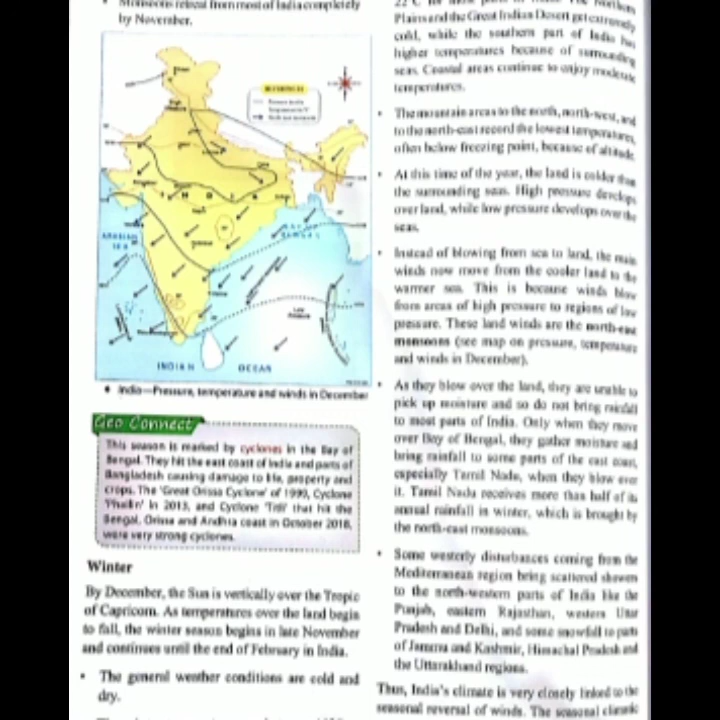 Monsoons retreat from most of India completely
by November.
INDIAN OCEAN
India—Pressure, temperature and winds in December
Geo Connect
This season is marked by cyclones in the Bay of
Bengal. They hit the east coast of India and parts of
Bangladesh causing damage to life, property and
crops. The 'Great Orissa Cyclone' of 1999, Cyclone
'Phailin' in 2013, and Cyclone 'Titli' that hit the
Bengal, Orissa and Andhra coast in October 2018,
were very strong cyclones.
Winter
By December, the Sun is vertically over the Tropic
of Capricorn. As temperatures over the land begin
to fall, the winter season begins in late November
and continues until the end of February in India.
• The general weather conditions are cold and
dry.
Plains and the Great Indian Desert get extremely
cold, while the southern part of India has
higher temperatures because of surrounding
seas. Coastal areas continue to enjoy moderate
temperatures.
• The mountain areas to the north, north-west, and
to the north-east record the lowest temperatures,
often below freezing point, because of altitude.
• At this time of the year, the land is colder than
the surrounding seas. High pressure develops
over land, while low pressure develops over the
seas.
• Instead of blowing from sea to land, the main
winds now move from the cooler land to the
warmer sea. This is because winds blow
from areas of high pressure to regions of low
pressure. These land winds are the north-east
monsoons (see map on pressure, temperature
and winds in December).
• As they blow over the land, they are unable to
pick up moisture and so do not bring rainfall
to most parts of India. Only when they move
over Bay of Bengal, they gather moisture and
bring rainfall to some parts of the east coast,
especially Tamil Nadu, when they blow over
it. Tamil Nadu receives more than half of its
annual rainfall in winter, which is brought by
the north-east monsoons.
• Some westerly disturbances coming from the
Mediterranean region bring scattered showers
to the north-western parts of India like the
Punjab, eastern Rajasthan, western Uttar
Pradesh and Delhi, and some snowfall to parts
of Jammu and Kashmir, Himachal Pradesh and
the Uttarakhand regions.
Thus, India's climate is very closely linked to the
seasonal reversal of winds. The seasonal climatic